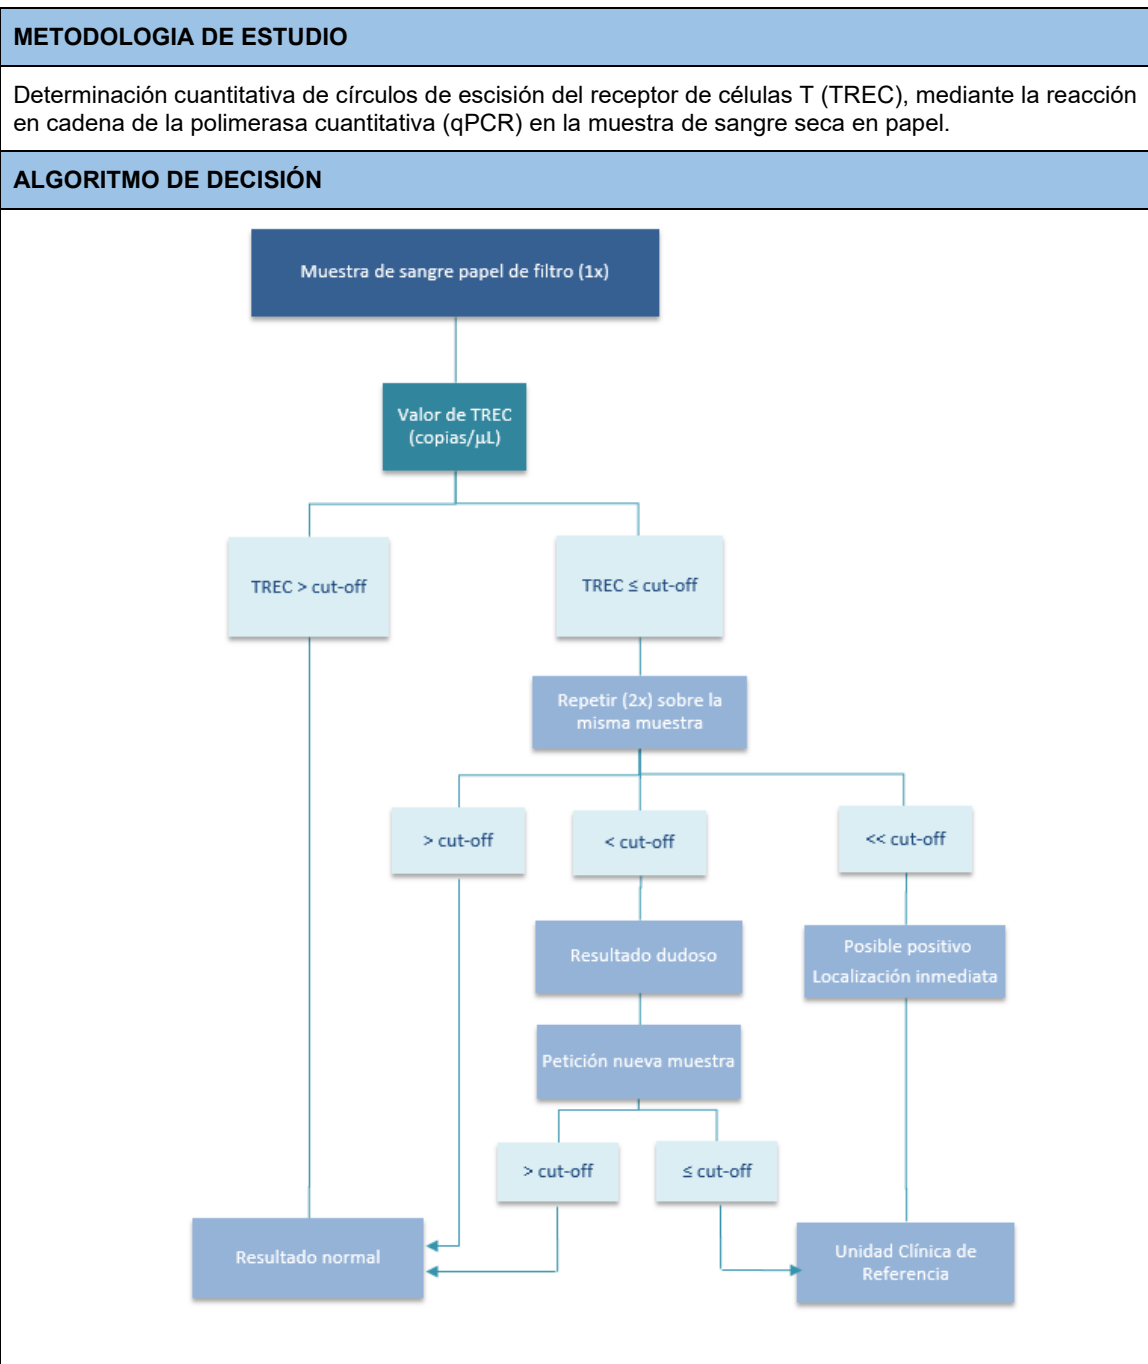 METODOLOGIA DE ESTUDIO
Determinación cuantitativa de círculos de escisión del receptor de células T (TREC), mediante la reacción
en cadena de la polimerasa cuantitativa (qPCR) en la muestra de sangre seca en papel.
ALGORITMO DE DECISIÓN
Muestra de sangre papel de filtro (1x)
Valor de TREC
(copias/µL)
TREC > cut-off
TREC ≤ cut-off
Repetir (2x) sobre la
misma muestra
> cut-off
< cut-off
<< cut-off
Resultado dudoso
Posible positivo
Localización inmediata
Petición nueva muestra
> cut-off
≤ cut-off
Resultado normal
Unidad Clínica de
Referencia